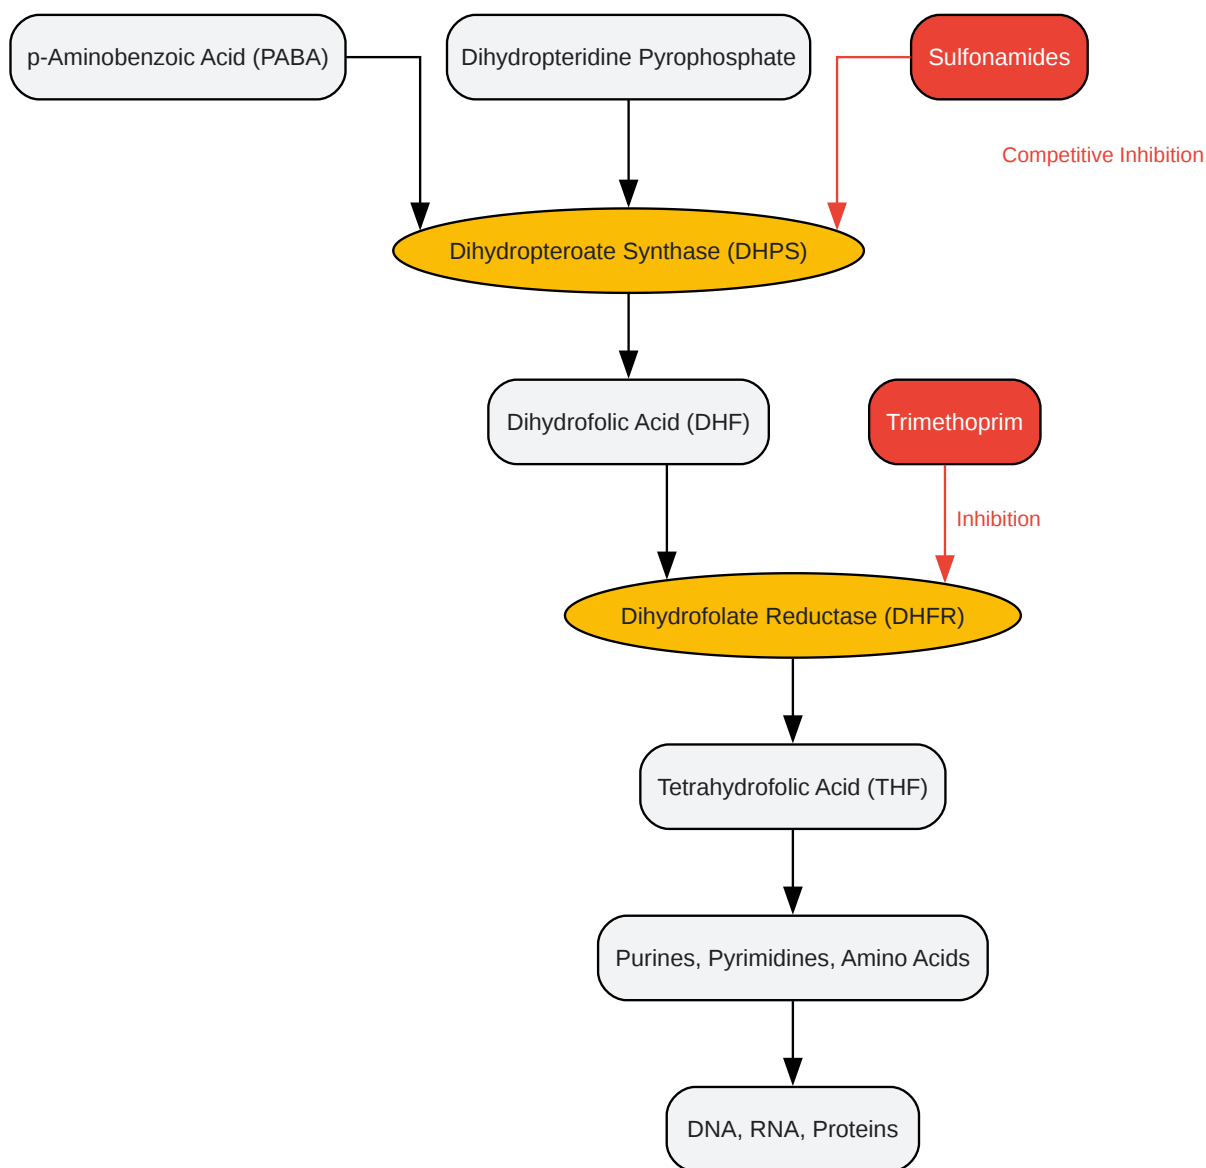 p-Aminobenzoic Acid (PABA)
Dihydropteridine Pyrophosphate
Sulfonamides
Competitive Inhibition
Dihydropteroate Synthase (DHPS)
Dihydrofolic Acid (DHF)
Trimethoprim
Inhibition
Dihydrofolate Reductase (DHFR)
Tetrahydrofolic Acid (THF)
Purines, Pyrimidines, Amino Acids
DNA, RNA, Proteins